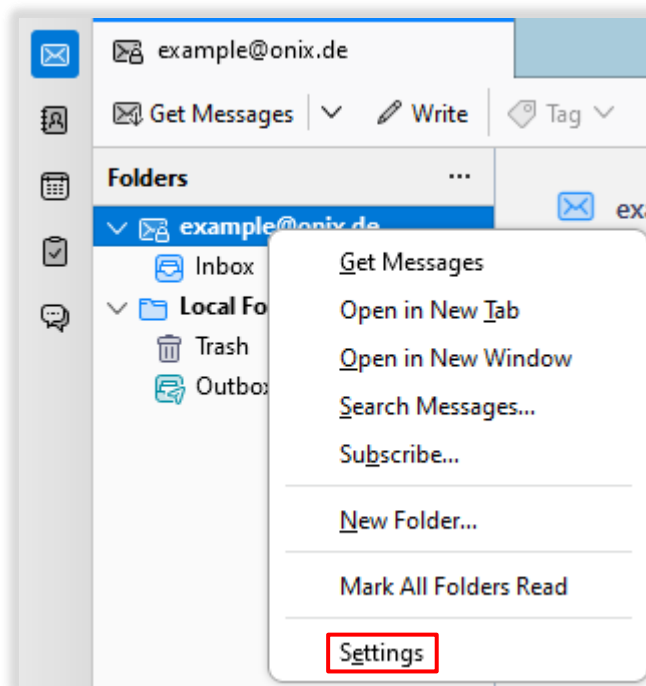 example@onix.de
Get Messages Write Tag
Folders ...
example@onix.de
Inbox
Local Fo
Trash
Outbo
Get Messages
Open in New Tab
Open in New Window
Search Messages...
Subscribe...
New Folder...
Mark All Folders Read
Settings